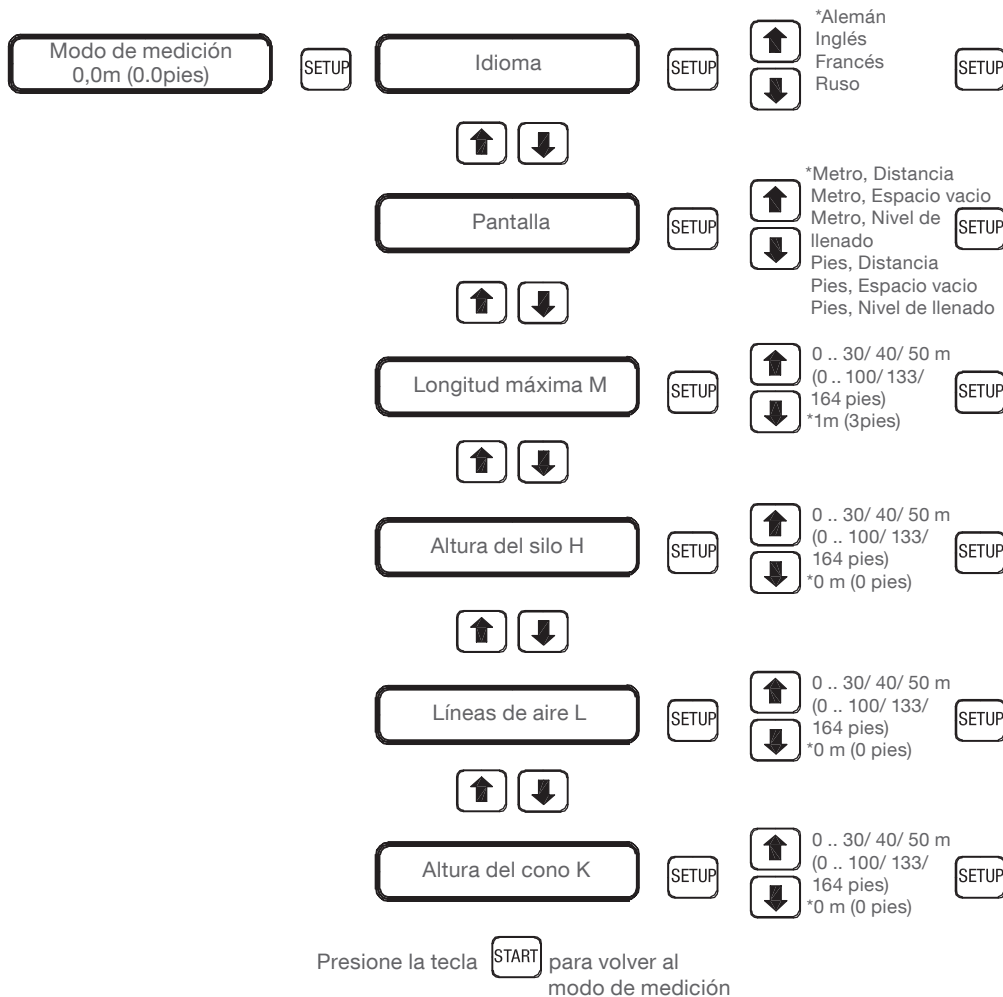 Modo de medición
0,0m (0.0pies)
SETUP
Idioma
SETUP
*Alemán
Inglés
Francés
Ruso
SETUP
Pantalla
SETUP
*Metro, Distancia
Metro, Espacio vacio
Metro, Nivel de
llenado
Pies, Distancia
Pies, Espacio vacio
Pies, Nivel de llenado
SETUP
Longitud máxima M
SETUP
0 .. 30/ 40/ 50 m
(0 .. 100/ 133/
164 pies)
*1m (3pies)
SETUP
Altura del silo H
SETUP
0 .. 30/ 40/ 50 m
(0 .. 100/ 133/
164 pies)
*0 m (0 pies)
SETUP
Líneas de aire L
SETUP
0 .. 30/ 40/ 50 m
(0 .. 100/ 133/
164 pies)
*0 m (0 pies)
SETUP
Altura del cono K
SETUP
0 .. 30/ 40/ 50 m
(0 .. 100/ 133/
164 pies)
*0 m (0 pies)
SETUP
Presione la tecla START para volver al
modo de medición